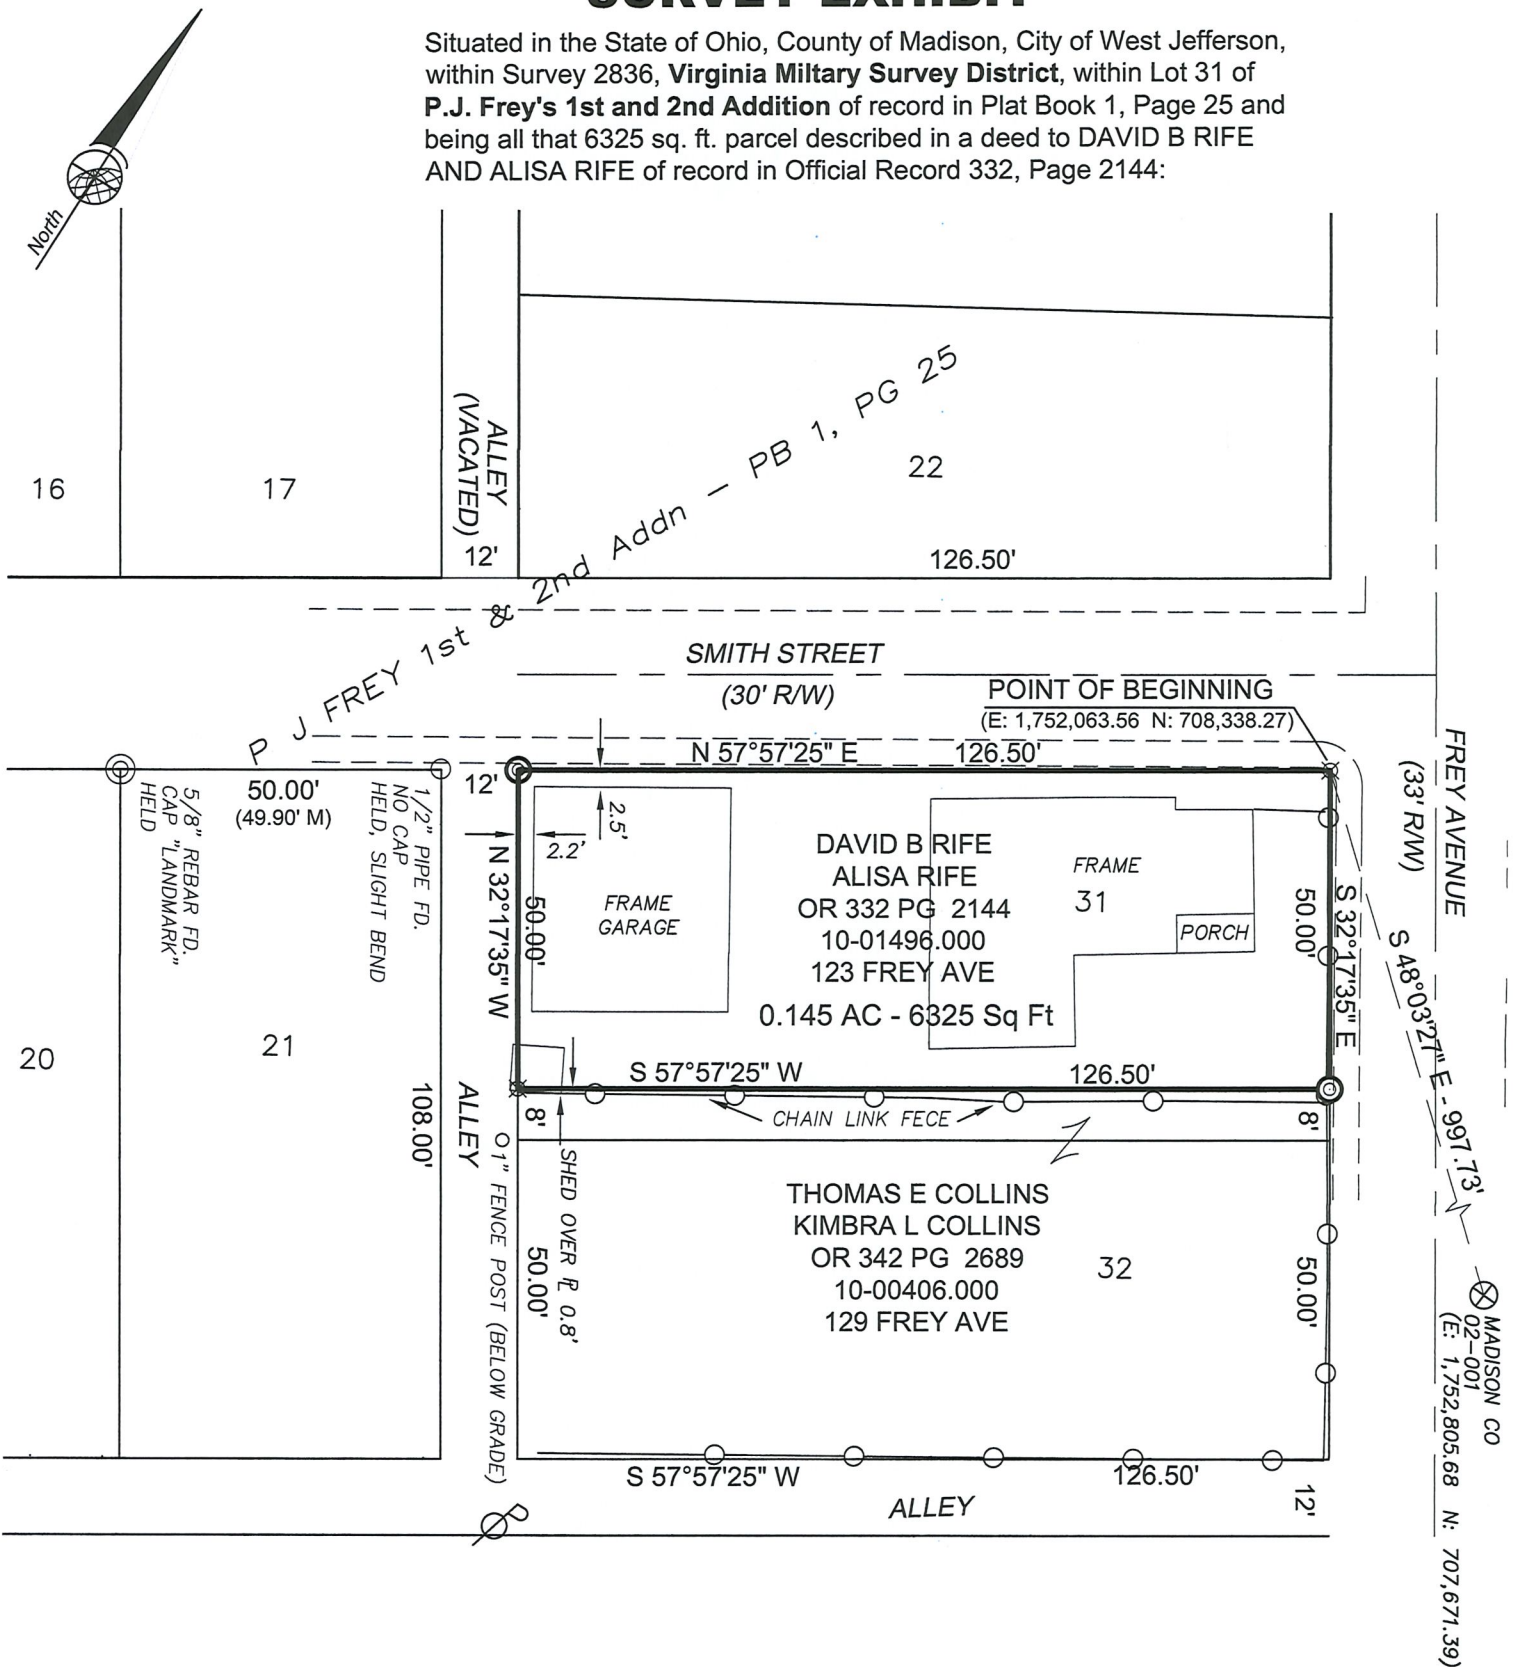 SURVEY EXHIBIT
Situated in the State of Ohio, County of Madison, City of West Jefferson,
within Survey 2836, Virginia Miltary Survey District, within Lot 31 of
P.J. Frey's 1st and 2nd Addition of record in Plat Book 1, Page 25 and
being all that 6325 sq. ft. parcel described in a deed to DAVID B RIFE
AND ALISA RIFE of record in Official Record 332, Page 2144:
North
16
17
ALLEY
(VACATED)
12'
22
126.50'
P J FREY 1st & 2nd Addn - PB 1, PG 25
SMITH STREET
(30' R/W)
POINT OF BEGINNING
(E: 1,752,063.56 N: 708,338.27)
N 57°57'25" E 126.50'
FREY AVENUE
(33' R/W)
50.00'
(49.90' M)
12'
5/8" REBAR FD.
CAP "LANDMARK"
HELD
1/2" PIPE FD.
NO CAP
HELD, SLIGHT BEND
N 32°17'35" W
50.00'
2.5'
2.2'
FRAME
GARAGE
DAVID B RIFE
ALISA RIFE
OR 332 PG 2144
10-01496.000
123 FREY AVE
0.145 AC - 6325 Sq Ft
FRAME
31
PORCH
50.00'
S 32°17'35" E
S 48°03'27" E - 997.73'
20
21
108.00'
ALLEY
S 57°57'25" W 126.50'
8'
CHAIN LINK FECE
8'
O 1" FENCE POST (BELOW GRADE)
SHED OVER ⅊ 0.8'
50.00'
THOMAS E COLLINS
KIMBRA L COLLINS
OR 342 PG 2689
10-00406.000
129 FREY AVE
32
50.00'
MADISON CO
02-001
(E: 1,752,805.68 N: 707,671.39)
S 57°57'25" W 126.50'
ALLEY
12'
P